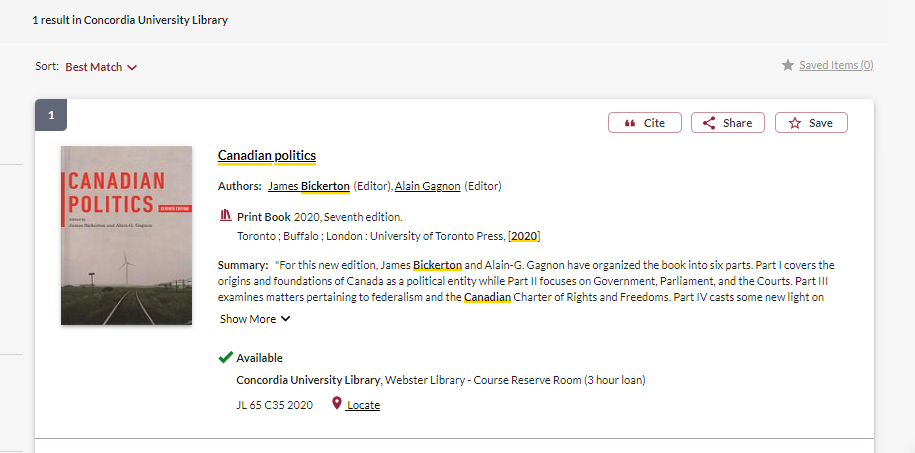 1 result in Concordia University Library
Sort: Best Match
Saved Items (0)
1
Cite
Share
Save
CANADIAN
POLITICS
SEVENTH EDITION
Edited by
James Bickerton and Alain-G. Gagnon
Canadian politics
Authors: James Bickerton (Editor), Alain Gagnon (Editor)
Print Book 2020, Seventh edition.
Toronto ; Buffalo ; London : University of Toronto Press, [2020]
Summary: "For this new edition, James Bickerton and Alain-G. Gagnon have organized the book into six parts. Part I covers the
origins and foundations of Canada as a political entity while Part II focuses on Government, Parliament, and the Courts. Part III
examines matters pertaining to federalism and the Canadian Charter of Rights and Freedoms. Part IV casts some new light on
Show More
Available
Concordia University Library, Webster Library - Course Reserve Room (3 hour loan)
JL 65 C35 2020 Locate